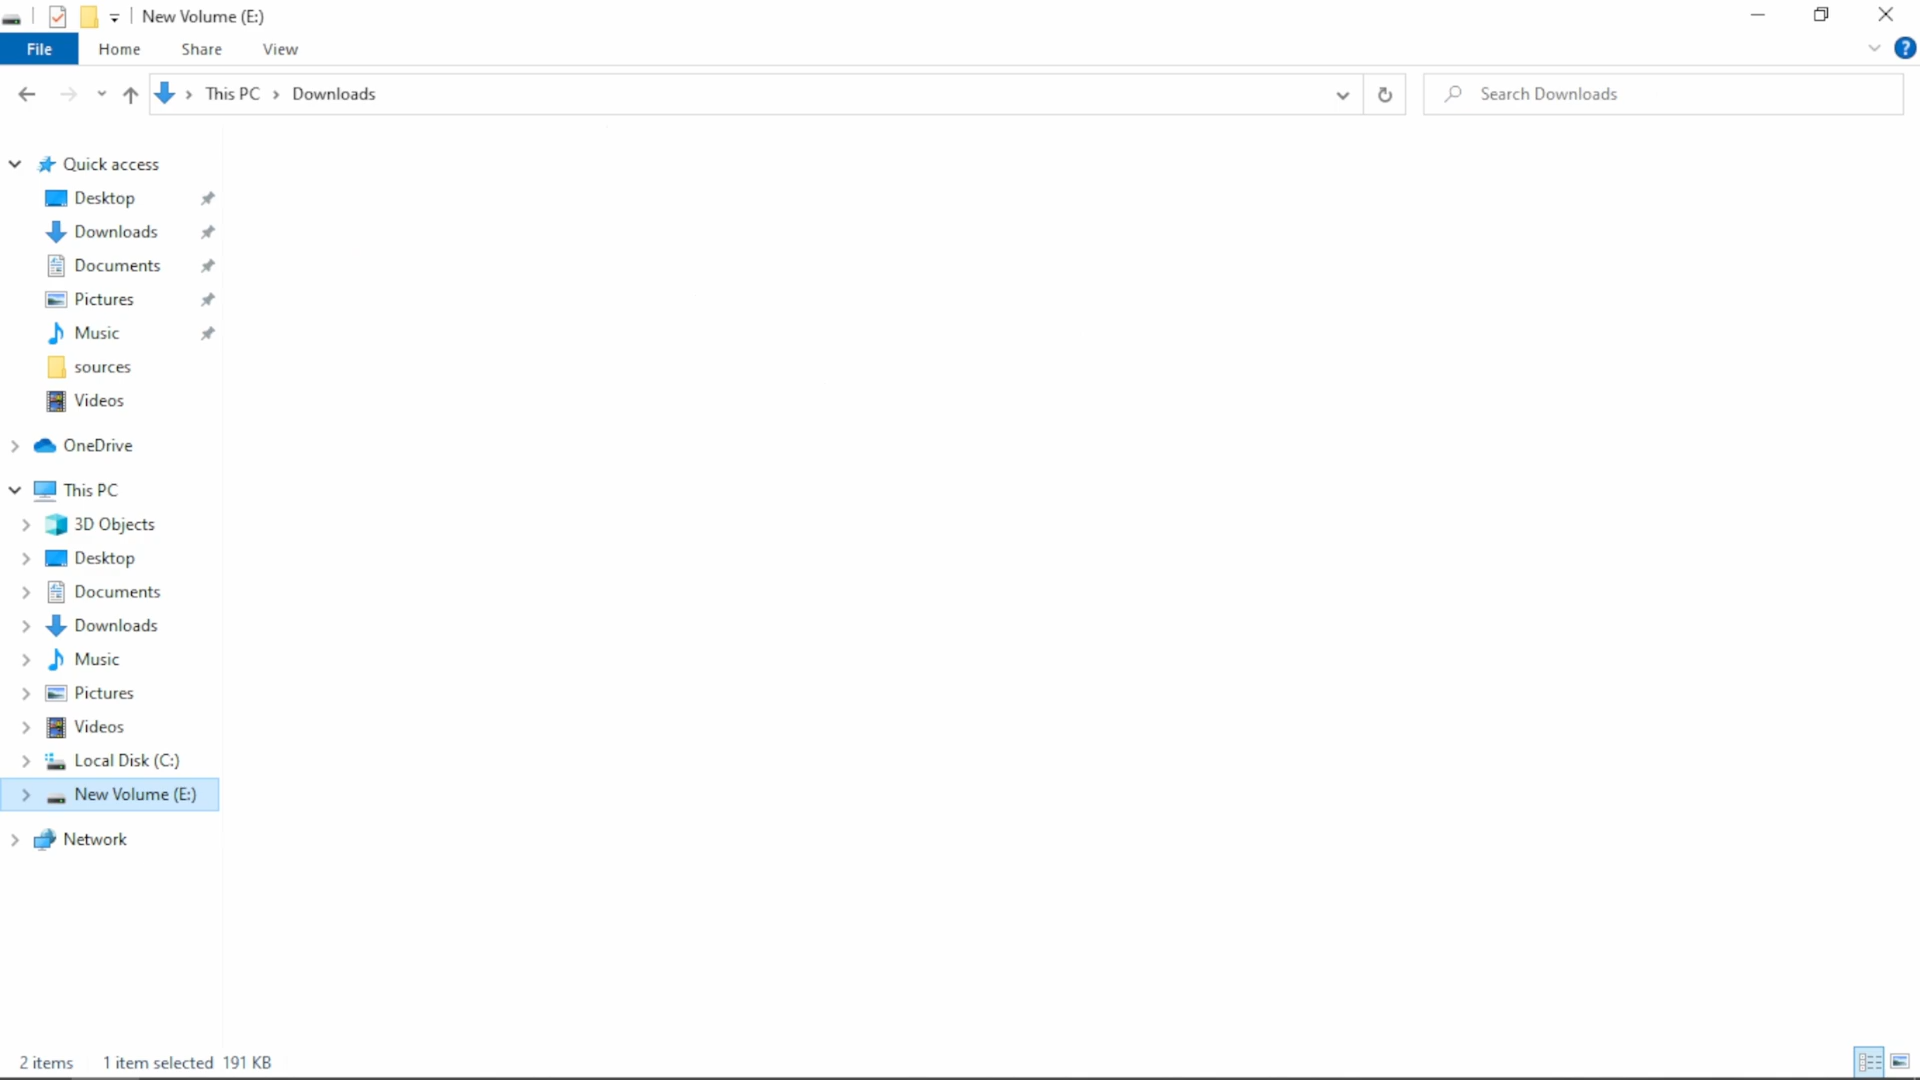 New Volume (E:)
File Home Share View
This PC Downloads
Search Downloads
Quick access
Desktop
Downloads
Documents
Pictures
Music
sources
Videos
OneDrive
This PC
3D Objects
Desktop
Documents
Downloads
Music
Pictures
Videos
Local Disk (C:)
New Volume (E:)
Network
2 items 1 item selected 191 KB